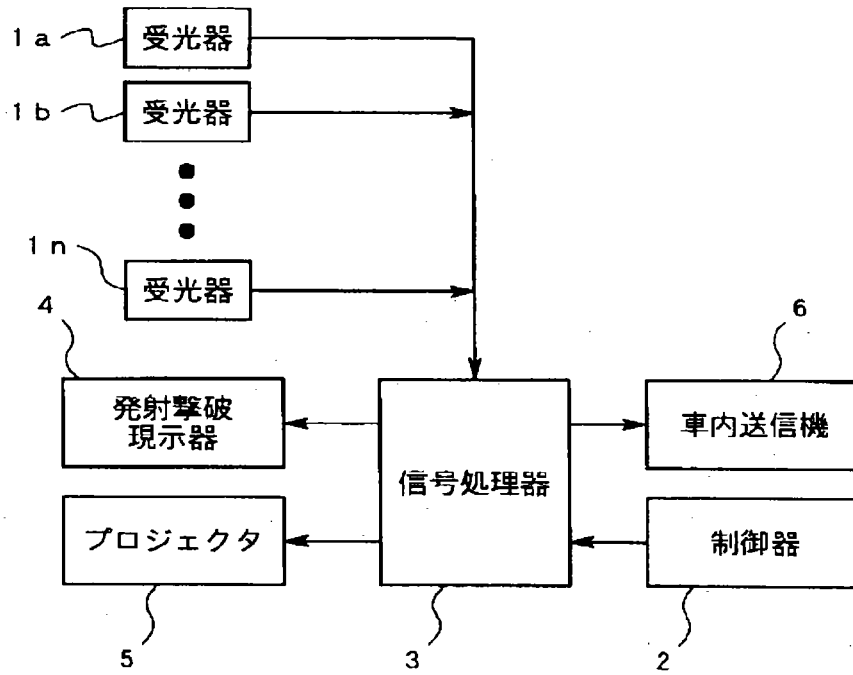 1a 受光器
1b 受光器
1n 受光器
4
6
発射撃破
現示器
信号処理器
車内送信機
プロジェクタ
制御器
5
3
2